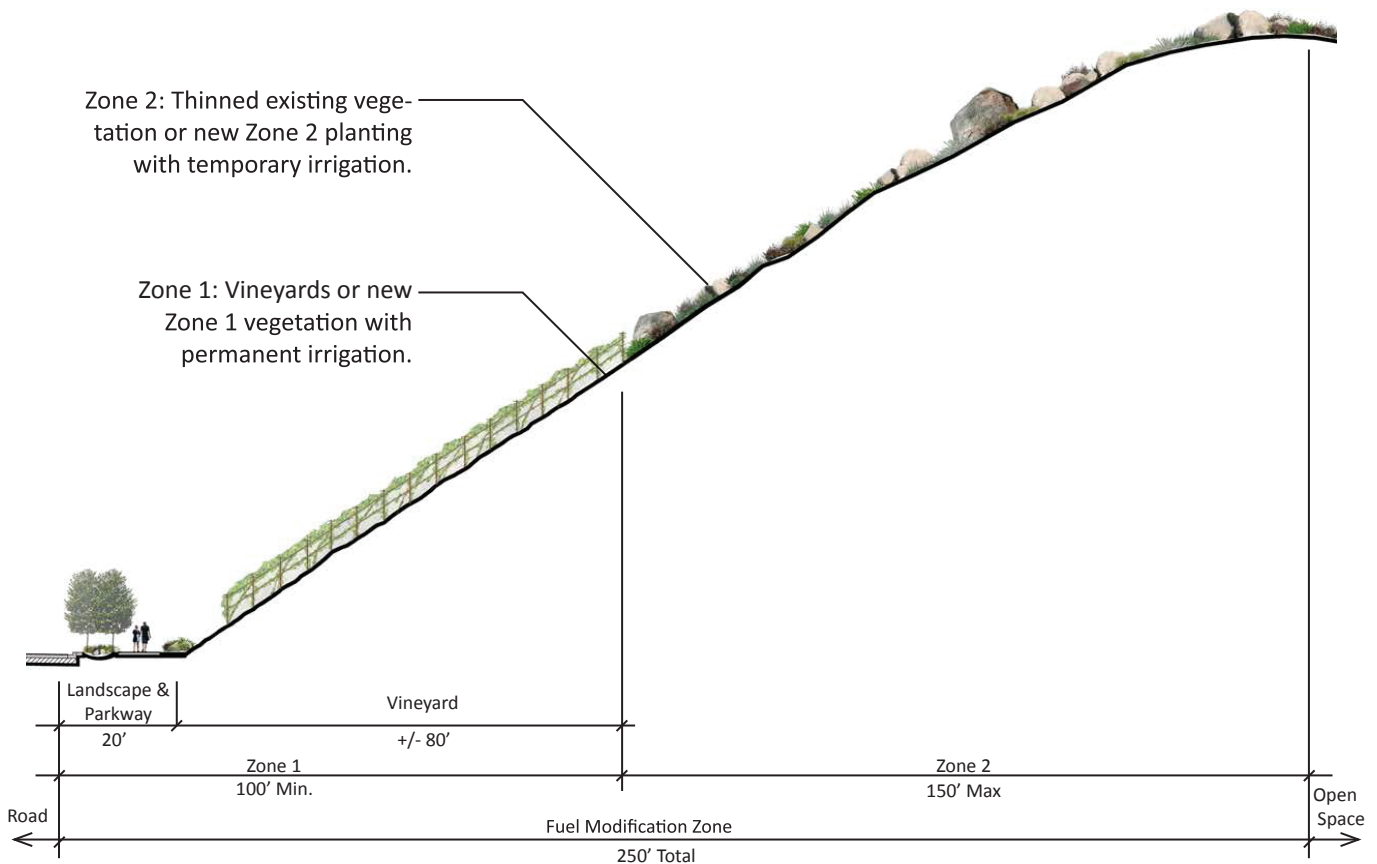 Zone 2: Thinned existing vege-
tation or new Zone 2 planting
with temporary irrigation.
Zone 1: Vineyards or new
Zone 1 vegetation with
permanent irrigation.
Landscape &
Parkway
20’
Vineyard
+/- 80’
Zone 1
100’ Min.
Zone 2
150’ Max
Road
Open
Space
Fuel Modification Zone
250’ Total